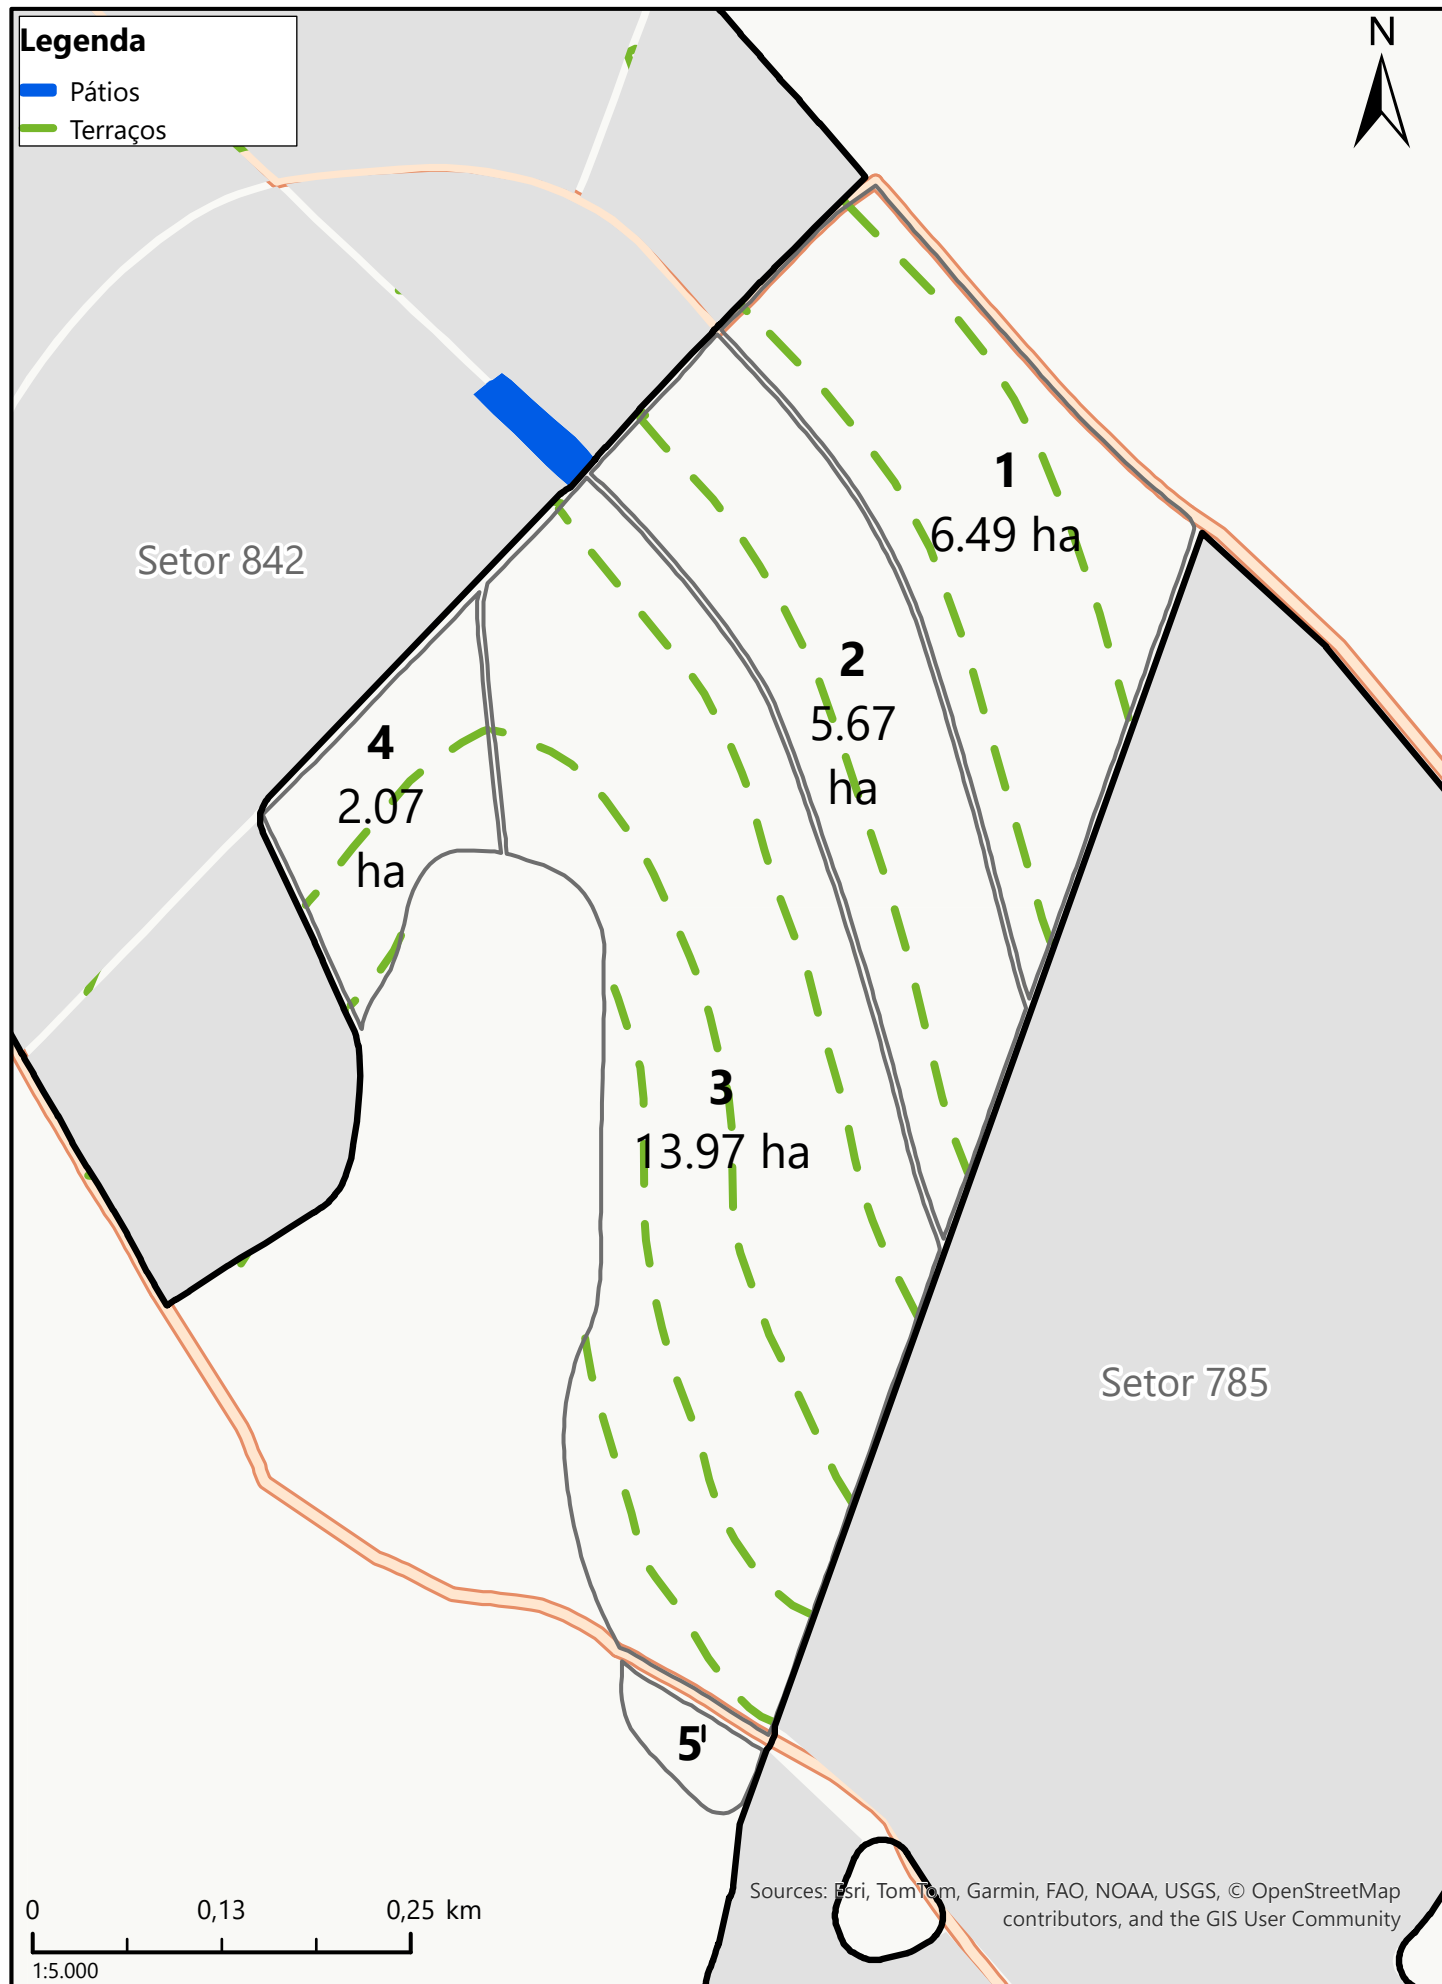 Legenda
Pátios
Terraços
N
1
6.49 ha
Setor 842
2
5.67
ha
4
2.07
ha
3
13.97 ha
Setor 785
5
0 0,13 0,25 km
1:5.000
Sources: Esri, TomTom, Garmin, FAO, NOAA, USGS, © OpenStreetMap
contributors, and the GIS User Community